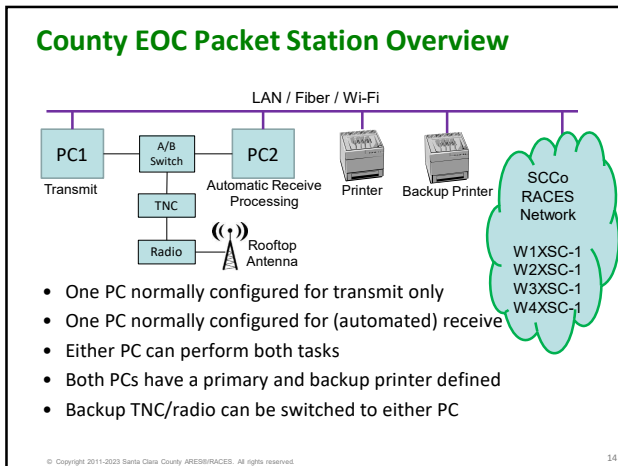 County EOC Packet Station Overview
LAN / Fiber / Wi-Fi
PC1
A/B
Switch
PC2
Transmit
Automatic Receive
Processing
Printer
Backup Printer
TNC
Radio
Rooftop
Antenna
SCCo
RACES
Network
W1XSC-1
W2XSC-1
W3XSC-1
W4XSC-1
• One PC normally configured for transmit only
• One PC normally configured for (automated) receive
• Either PC can perform both tasks
• Both PCs have a primary and backup printer defined
• Backup TNC/radio can be switched to either PC
© Copyright 2011-2023 Santa Clara County ARES®/RACES. All rights reserved.
14